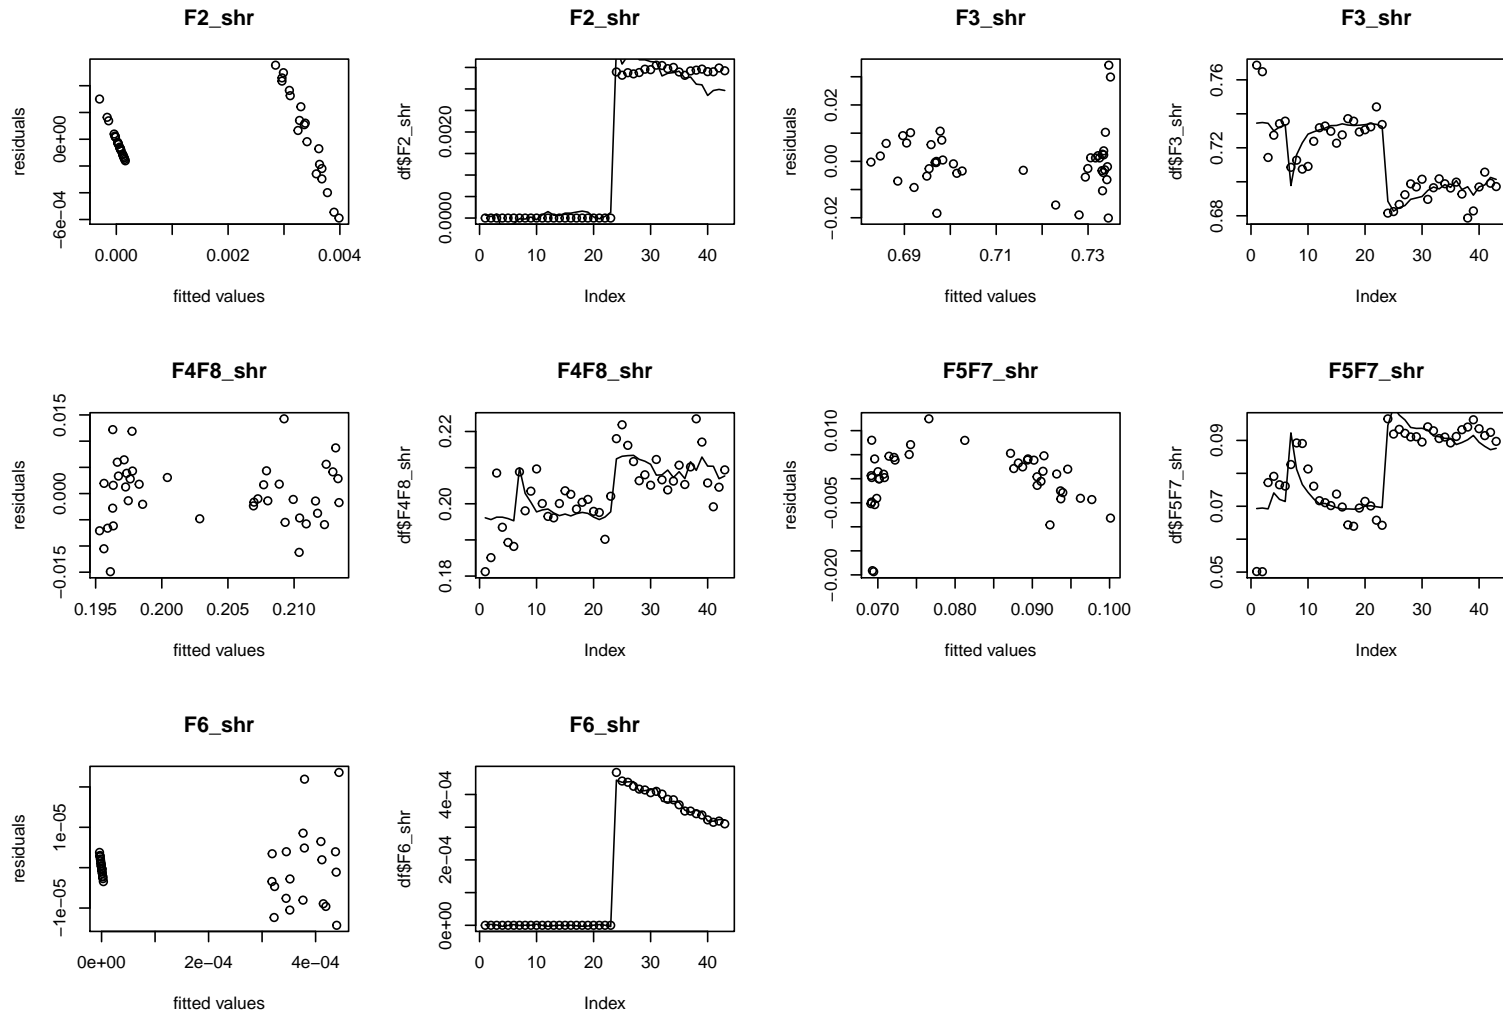 F2_shr
residuals
0e+00
−6e−04
0.000
0.002
0.004
fitted values
F2_shr
df$F2_shr
0.0020
0.0000
0
10
20
30
40
Index
F3_shr
residuals
0.02
0.00
−0.02
0.69
0.71
0.73
fitted values
F3_shr
df$F3_shr
0.76
0.72
0.68
0
10
20
30
40
Index
F4F8_shr
residuals
0.015
0.000
−0.015
0.195
0.200
0.205
0.210
fitted values
F4F8_shr
df$F4F8_shr
0.22
0.20
0.18
0
10
20
30
40
Index
F5F7_shr
residuals
0.010
−0.005
−0.020
0.070
0.080
0.090
0.100
fitted values
F5F7_shr
df$F5F7_shr
0.09
0.07
0.05
0
10
20
30
40
Index
F6_shr
residuals
1e−05
−1e−05
0e+00
2e−04
4e−04
fitted values
F6_shr
df$F6_shr
4e−04
2e−04
0e+00
0
10
20
30
40
Index